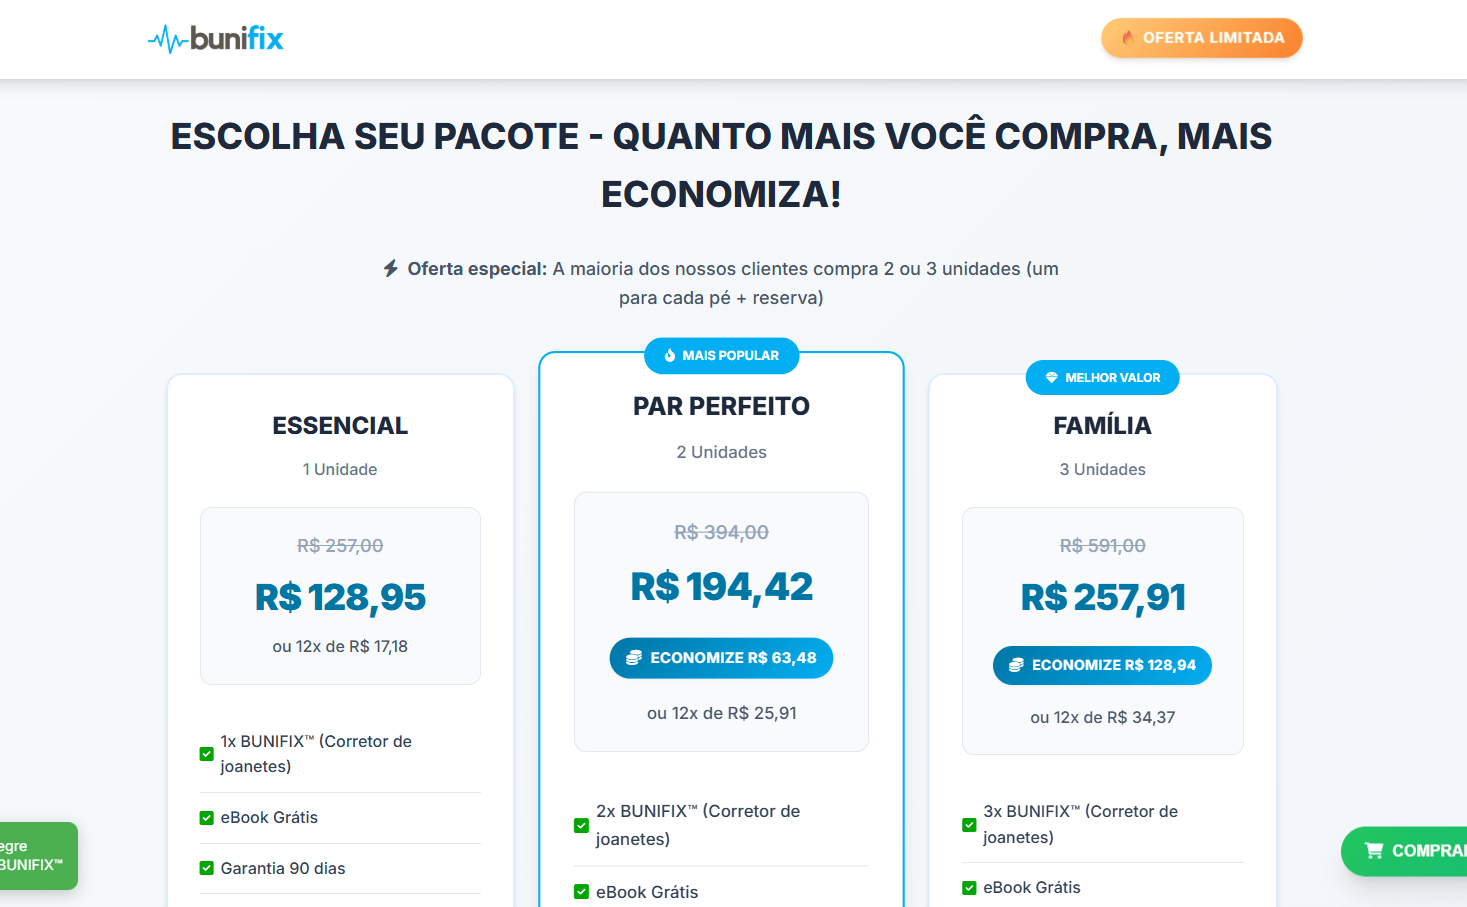 bunifix
OFERTA LIMITADA
ESCOLHA SEU PACOTE - QUANTO MAIS VOCÊ COMPRA, MAIS
ECONOMIZA!
Oferta especial: A maioria dos nossos clientes compra 2 ou 3 unidades (um
para cada pé + reserva)
ESSENCIAL
1 Unidade
R$ 257,00
R$ 128,95
ou 12x de R$ 17,18
1x BUNIFIX™ (Corretor de
joanetes)
eBook Grátis
Garantia 90 dias
MAIS POPULAR
PAR PERFEITO
2 Unidades
R$ 394,00
R$ 194,42
ECONOMIZE R$ 63,48
ou 12x de R$ 25,91
2x BUNIFIX™ (Corretor de
joanetes)
eBook Grátis
MELHOR VALOR
FAMÍLIA
3 Unidades
R$ 591,00
R$ 257,91
ECONOMIZE R$ 128,94
ou 12x de R$ 34,37
3x BUNIFIX™ (Corretor de
joanetes)
eBook Grátis
egre
BUNIFIX™
COMPRA